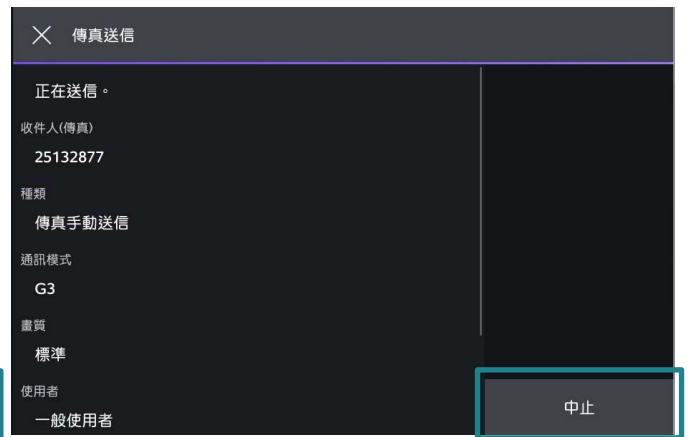 傳真送信
正在送信。
收件人(傳真)
25132877
種類
傳真手動送信
通訊模式
G3
畫質
標準
使用者
一般使用者
中止